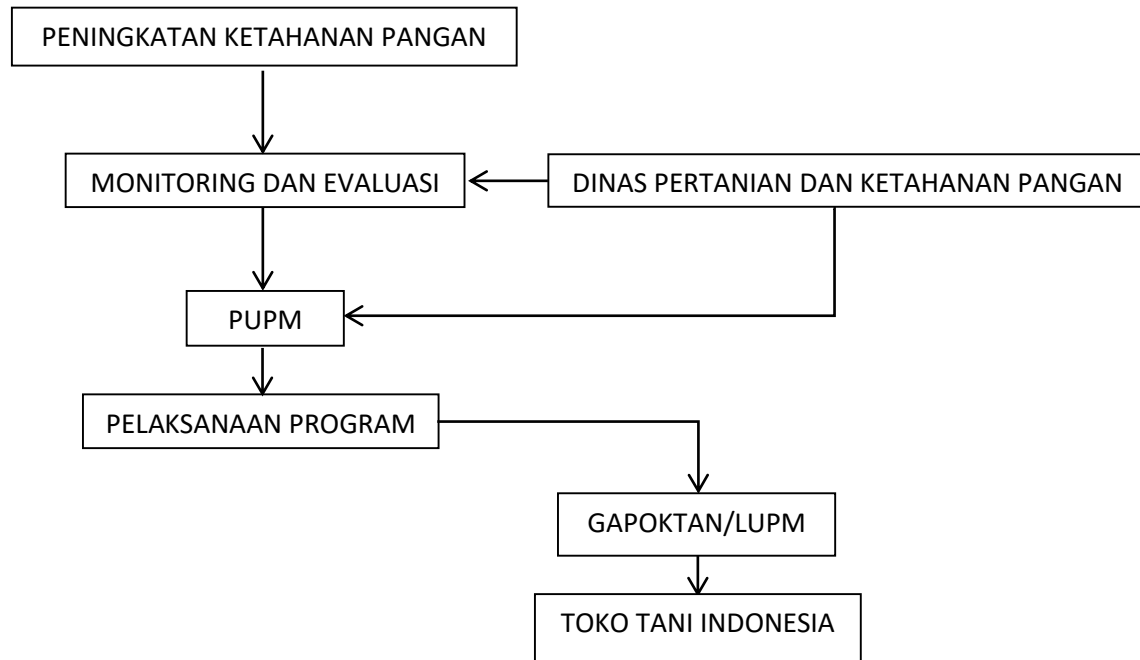 PENINGKATAN KETAHANAN PANGAN
MONITORING DAN EVALUASI
DINAS PERTANIAN DAN KETAHANAN PANGAN
PUPM
PELAKSANAAN PROGRAM
GAPOKTAN/LUPM
TOKO TANI INDONESIA